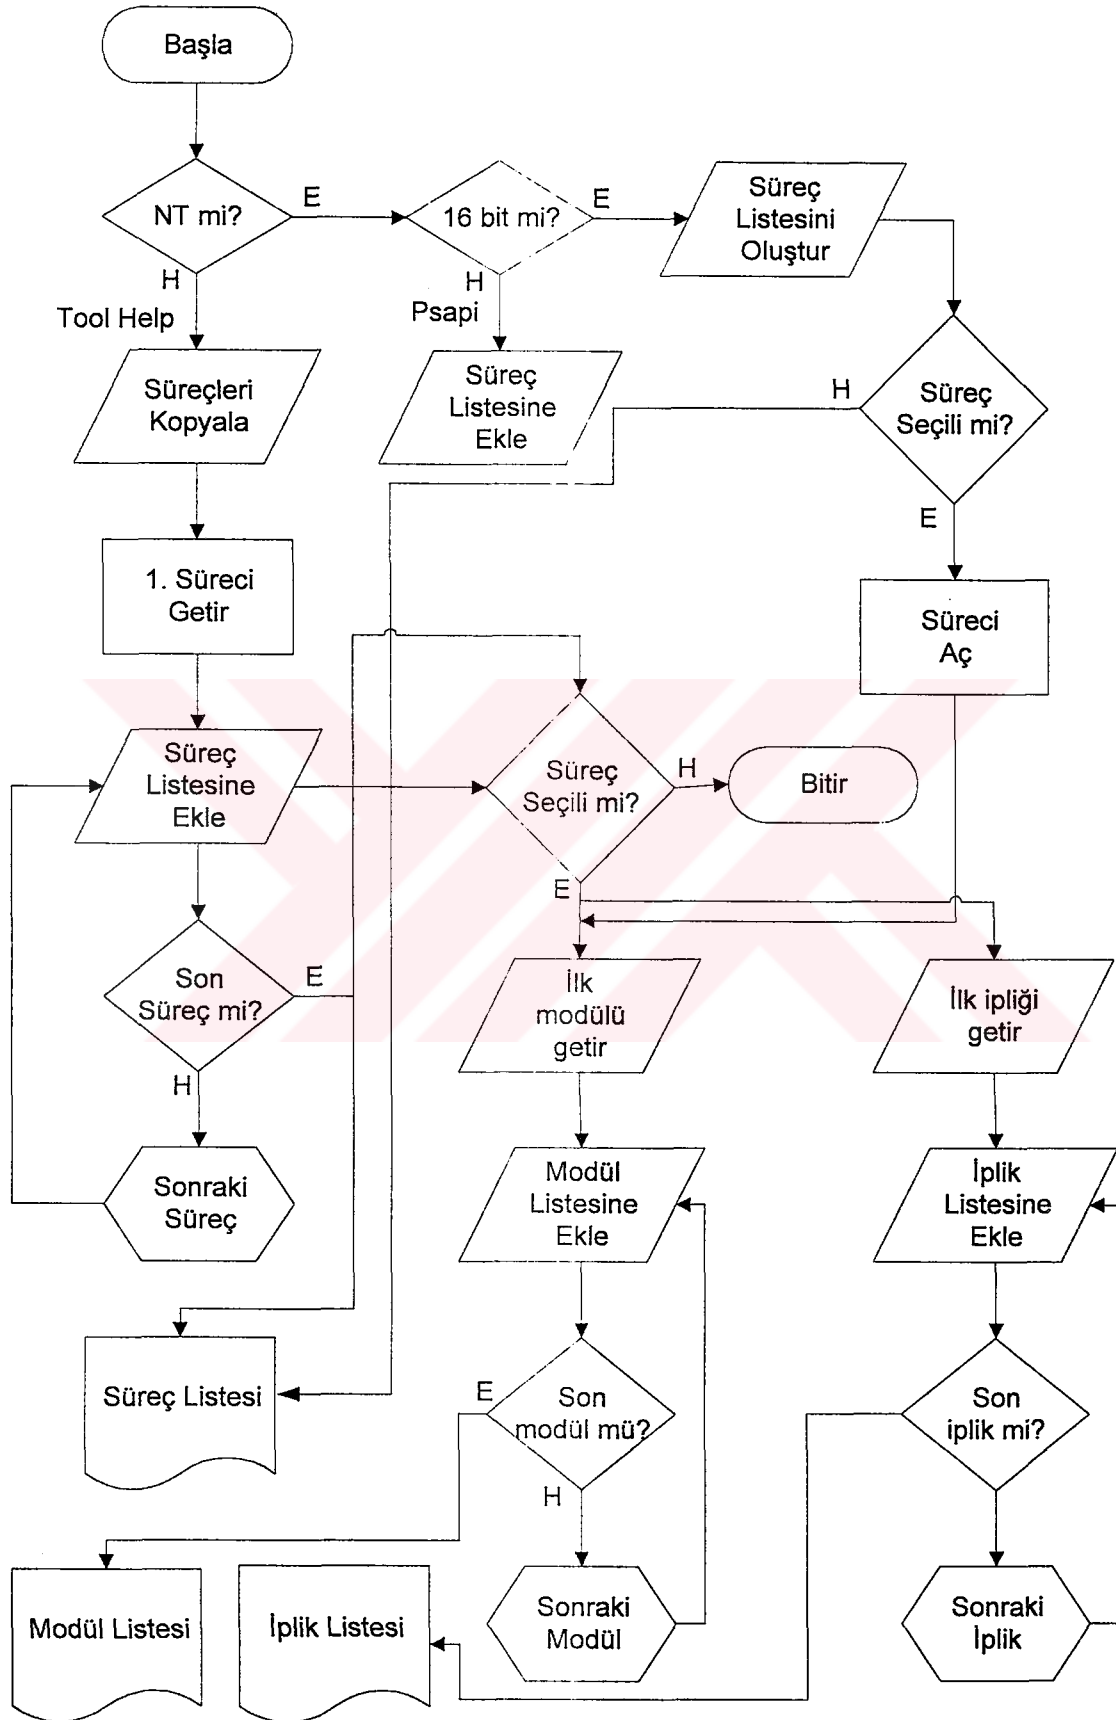 Başla
NT mi?
E
16 bit mi?
E
Süreç
Listesini
Oluştur
H
Tool Help
H
Psapi
Süreçleri
Kopyala
Süreç
Listesine
Ekle
H
Süreç
Seçili mi?
E
1. Süreci
Getir
Süreci
Aç
Süreç
Listesine
Ekle
Süreç
Seçili mi?
H
Bitir
E
Son
Süreç mi?
E
H
İlk
modülü
getir
İlk ipliği
getir
Sonraki
Süreç
Modül
Listesine
Ekle
İplik
Listesine
Ekle
Süreç Listesi
E
Son
modül mü?
H
Son
iplik mi?
Modül Listesi
İplik Listesi
Sonraki
Modül
Sonraki
İplik